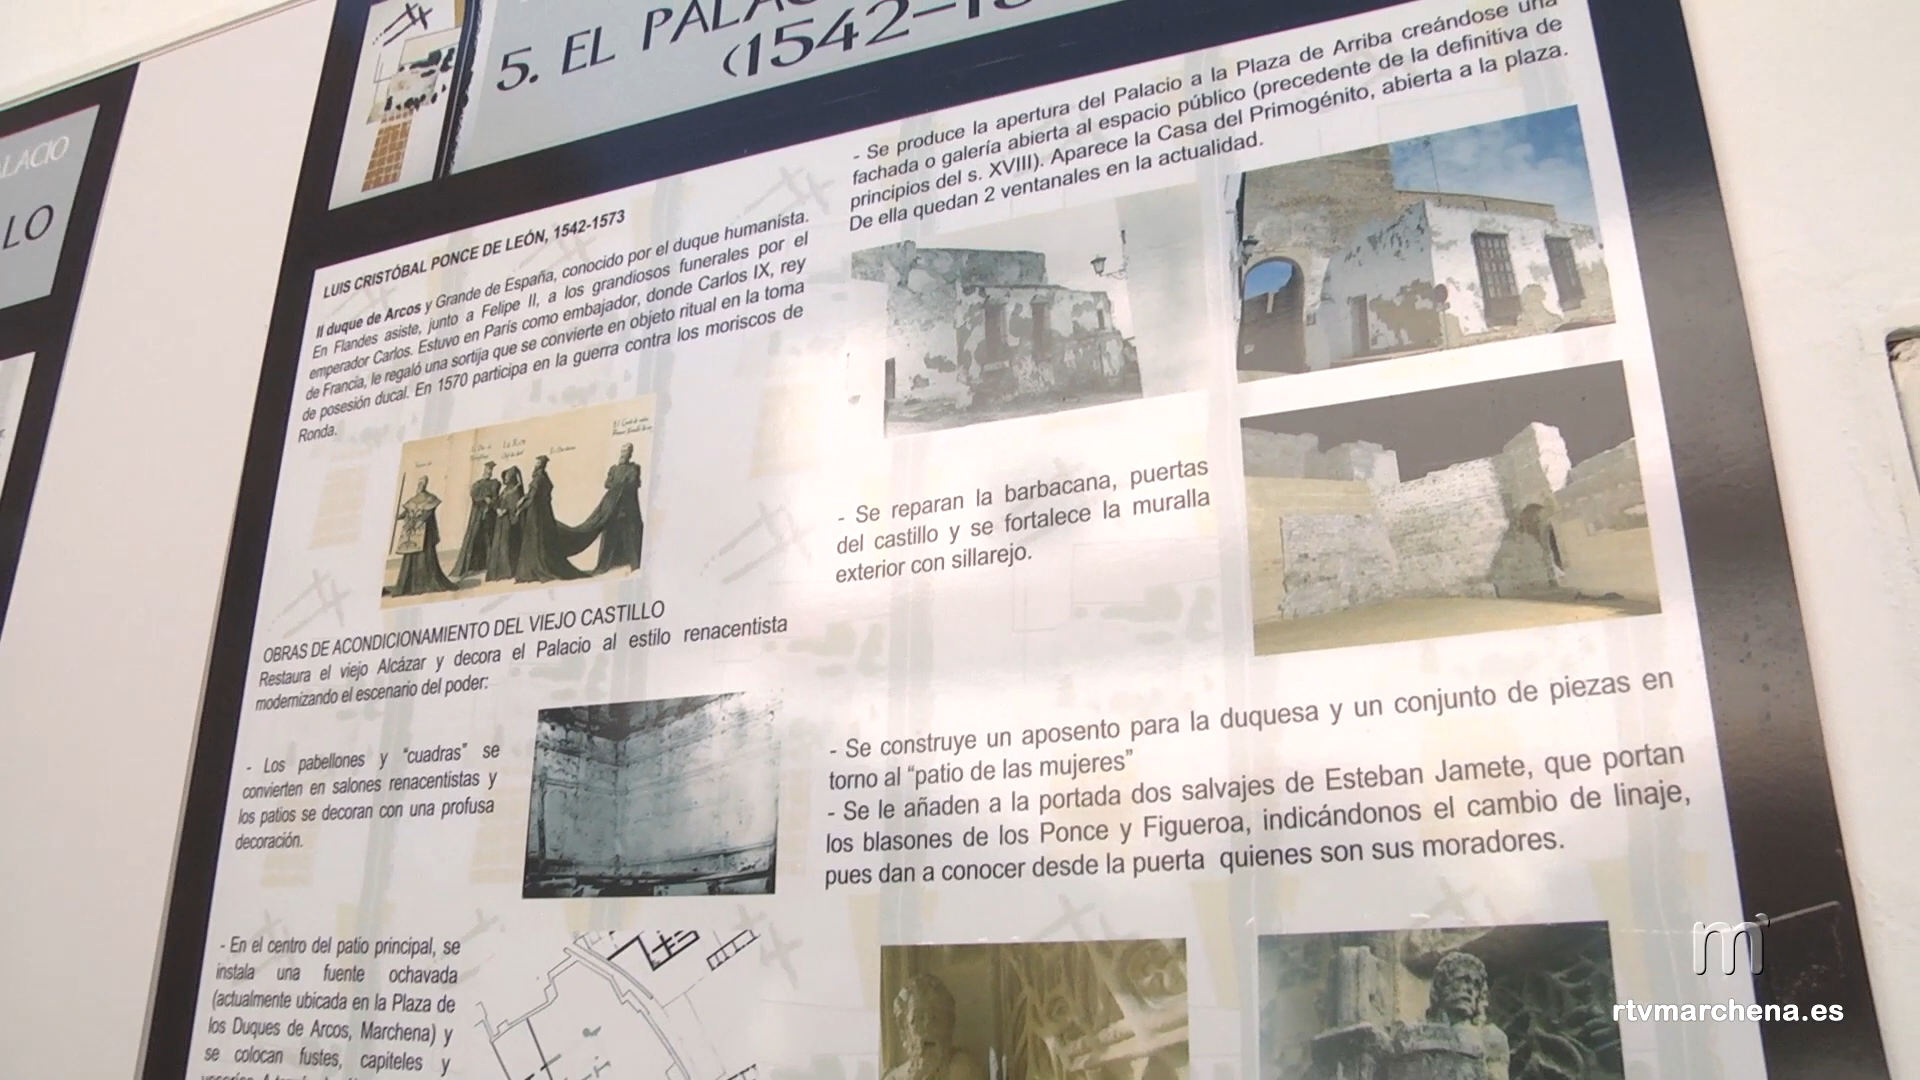 ALACIO
LLO
5. EL PALAC
(1542–15
LUIS CRISTÓBAL PONCE DE LEÓN, 1542-1573
II duque de Arcos y Grande de España, conocido por el duque humanista.
En Flandes asiste, junto a Felipe II, a los grandiosos funerales por el
emperador Carlos. Estuvo en París como embajador, donde Carlos IX, rey
de Francia, le regaló una sortija que se convierte en objeto ritual en la toma
de posesión ducal. En 1570 participa en la guerra contra los moriscos de
Ronda.
OBRAS DE ACONDICIONAMIENTO DEL VIEJO CASTILLO
Restaura el viejo Alcázar y decora el Palacio al estilo renacentista
modernizando el escenario del poder:
- Los pabellones y “cuadras” se
convierten en salones renacentistas y
los patios se decoran con una profusa
decoración.
- En el centro del patio principal, se
instala una fuente ochavada
(actualmente ubicada en la Plaza de
los Duques de Arcos, Marchena) y
se colocan fustes, capiteles y
- Se produce la apertura del Palacio a la Plaza de Arriba creándose una
fachada o galería abierta al espacio público (precedente de la definitiva de
principios del s. XVIII). Aparece la Casa del Primogénito, abierta a la plaza.
De ella quedan 2 ventanales en la actualidad.
- Se reparan la barbacana, puertas
del castillo y se fortalece la muralla
exterior con sillarejo.
- Se construye un aposento para la duquesa y un conjunto de piezas en
torno al “patio de las mujeres”
- Se le añaden a la portada dos salvajes de Esteban Jamete, que portan
los blasones de los Ponce y Figueroa, indicándonos el cambio de linaje,
pues dan a conocer desde la puerta quienes son sus moradores.
m
rtvmarchena.es